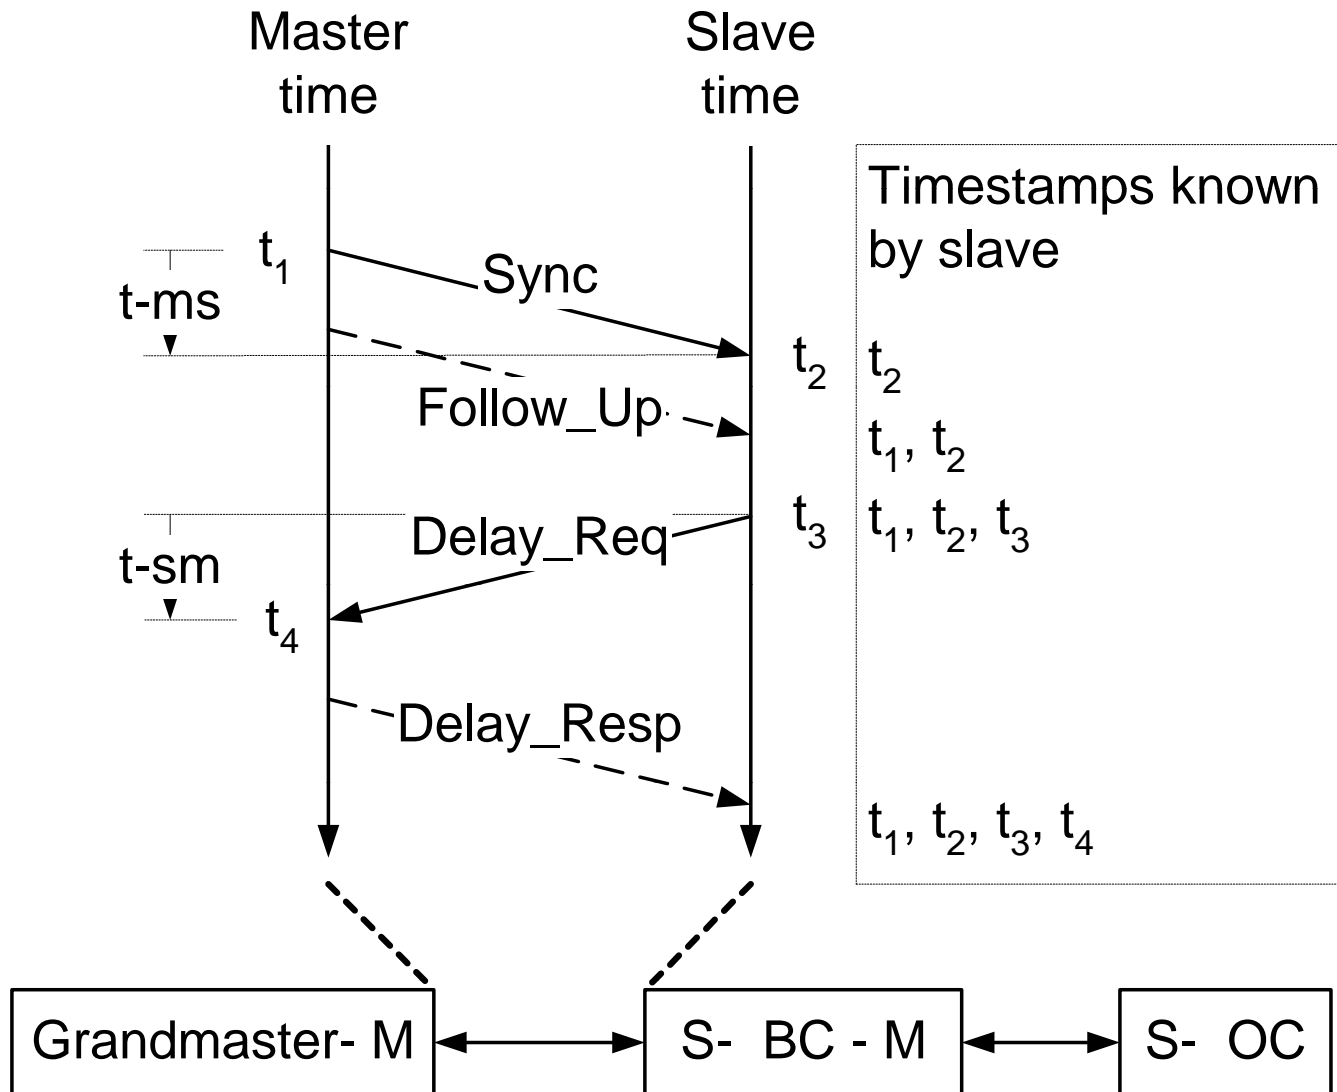 Master
time
Slave
time
Timestamps known
by slave
t1
Sync
t-ms
t2
t2
Follow_Up
t1, t2
t3
t1, t2, t3
Delay_Req
t-sm
t4
Delay_Resp
t1, t2, t3, t4
Grandmaster- M
S- BC - M
S- OC